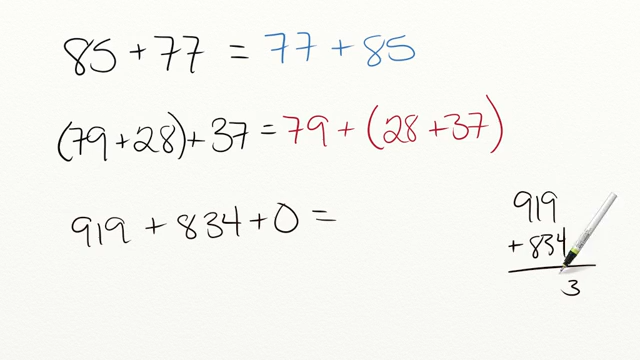 85 + 77 = 77 + 85
(79 + 28) + 37 = 79 + (28 + 37)
919 + 834 + 0 =
919
+ 834
3